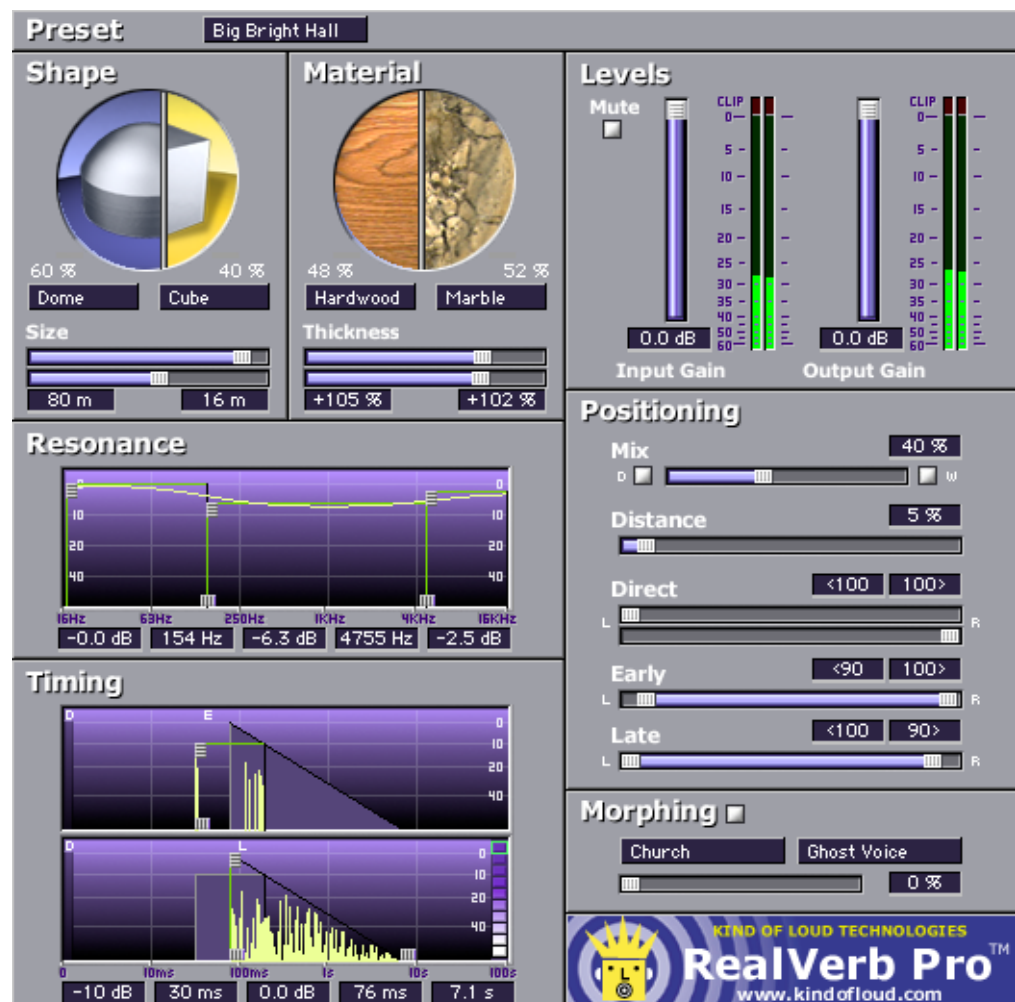 Preset Big Bright Hall
Shape
60 % 40 %
Dome Cube
Size
80 m 16 m
Material
48 % 52 %
Hardwood Marble
Thickness
+105 % +102 %
Levels
Mute
CLIP CLIP
0 0
5 5
10 10
15 15
20 20
25 25
30 30
35 35
40 40
50 50
60 60
0.0 dB 0.0 dB
Input Gain Output Gain
Resonance
0
10 10
20 20
40 40
16Hz 63Hz 250Hz 1KHz 4KHz 16KHz
-0.0 dB 154 Hz -6.3 dB 4755 Hz -2.5 dB
Positioning
Mix 40 %
D W
Distance 5 %
Direct <100 100>
L R
Early <90 100>
L R
Late <100 90>
L R
Timing
D E 0
10
20
40
D L 0
10
20
40
0 10ms 100ms 1s 10s 100s
-10 dB 30 ms 0.0 dB 76 ms 7.1 s
Morphing
Church Ghost Voice
0 %
KIND OF LOUD TECHNOLOGIES
RealVerb Pro™
www.kindofloud.com